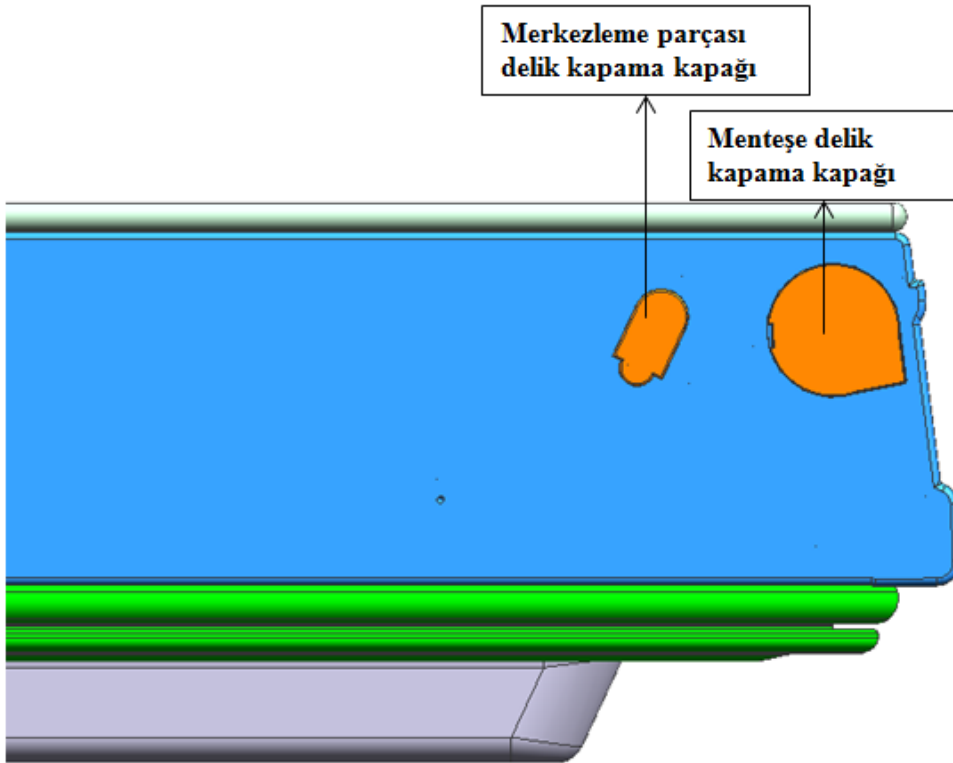 Merkezleme parçası
delik kapama kapağı
Menteşe delik
kapama kapağı